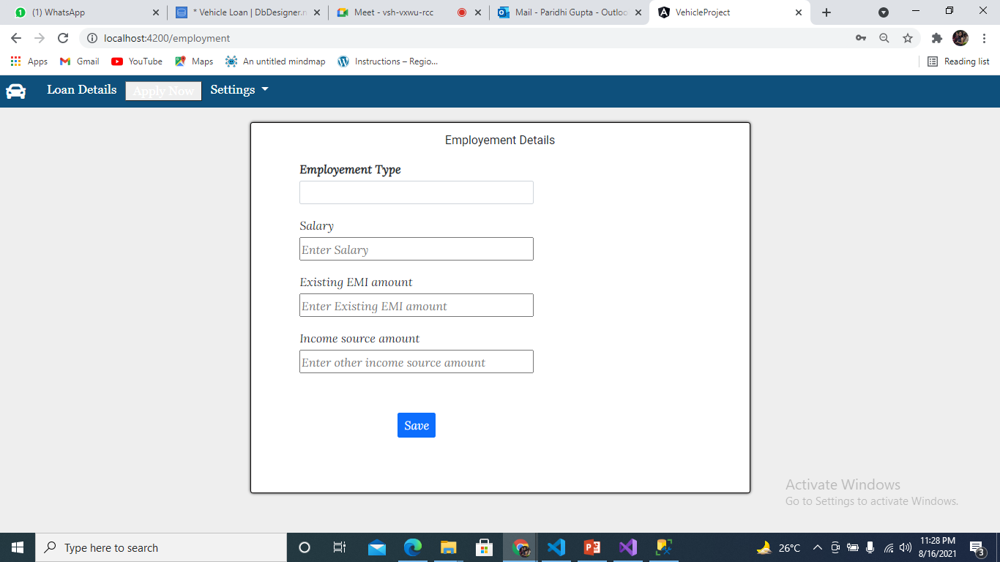 (1) WhatsApp
* Vehicle Loan | DbDesigner.n
Meet - vsh-vxwu-rcc
Mail - Paridhi Gupta - Outloo
VehicleProject
localhost:4200/employment
Apps
Gmail
YouTube
Maps
An untitled mindmap
Instructions – Regio...
Reading list
Loan Details
Apply Now
Settings
Employement Details
Employement Type
Salary
Enter Salary
Existing EMI amount
Enter Existing EMI amount
Income source amount
Enter other income source amount
Save
Activate Windows
Go to Settings to activate Windows.
Type here to search
26°C
11:28 PM
8/16/2021
3